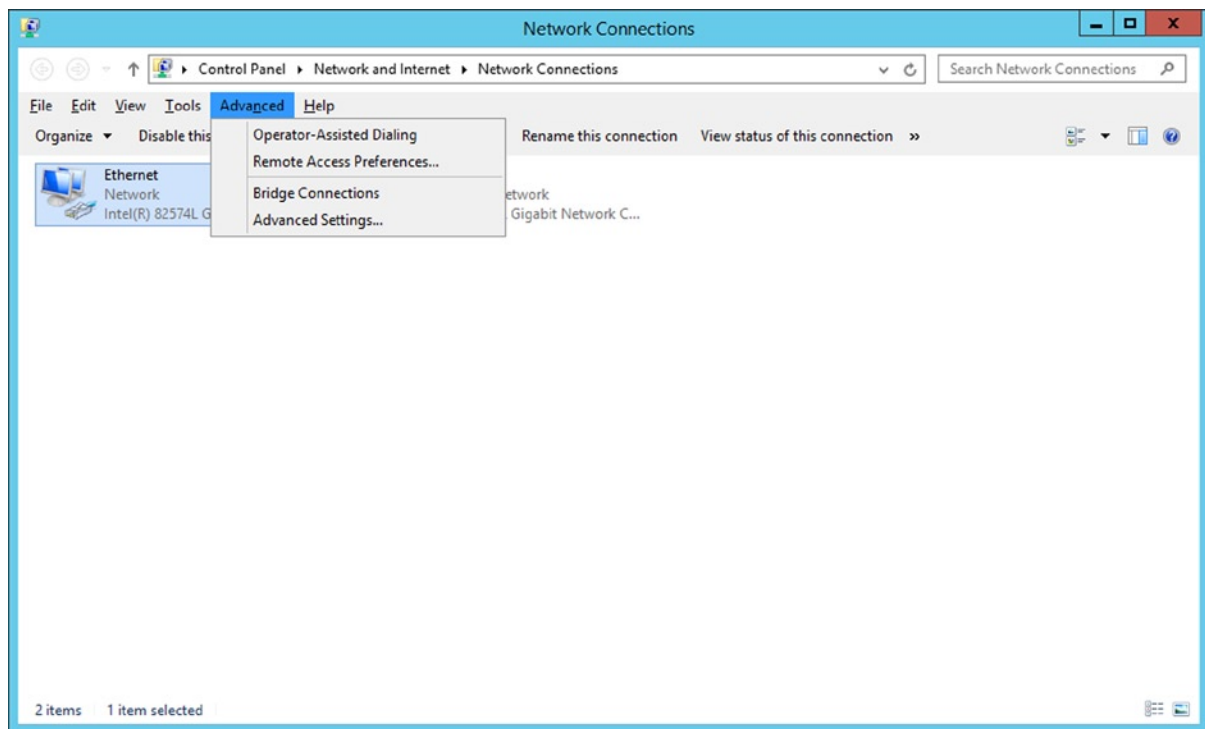 Network Connections
Control Panel Network and Internet Network Connections
Search Network Connections
File Edit View Tools Advanced Help
Organize Disable this Rename this connection View status of this connection »
Operator-Assisted Dialing
Remote Access Preferences...
Bridge Connections
Advanced Settings...
Ethernet
Network
Intel(R) 82574L G
etwork
Gigabit Network C...
2 items 1 item selected